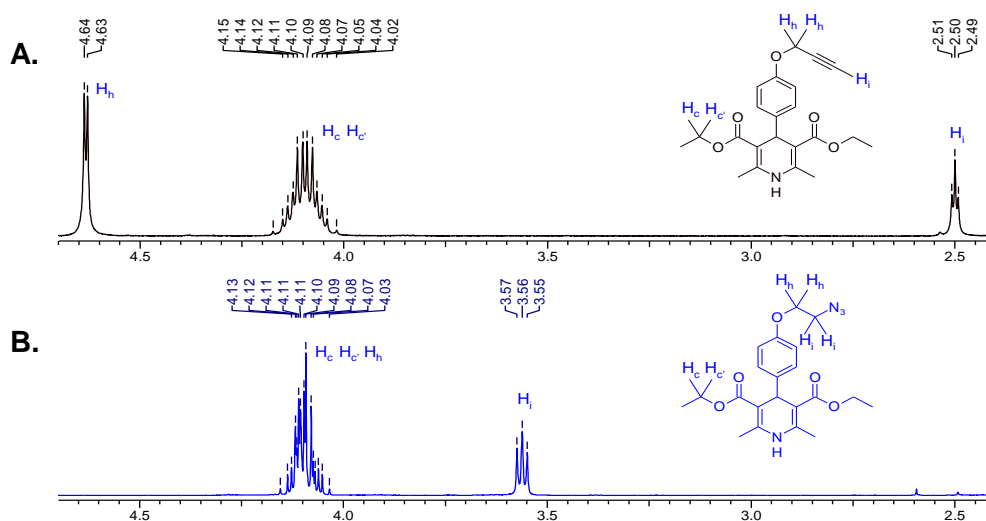 A.
4.64
4.63
4.15
4.14
4.12
4.11
4.10
4.09
4.08
4.07
4.05
4.04
4.02
2.51
2.50
2.49
Hh
Hc Hc'
Hi
Hh Hh
O
Hi
Hc Hc'
O O
O O
N
H
4.5 4.0 3.5 3.0 2.5
B.
4.13
4.12
4.11
4.11
4.11
4.10
4.09
4.08
4.07
4.03
3.57
3.56
3.55
Hc Hc' Hh
Hi
Hh Hh
O N3
Hi Hi
Hc Hc'
O O
O O
N
H
4.5 4.0 3.5 3.0 2.5